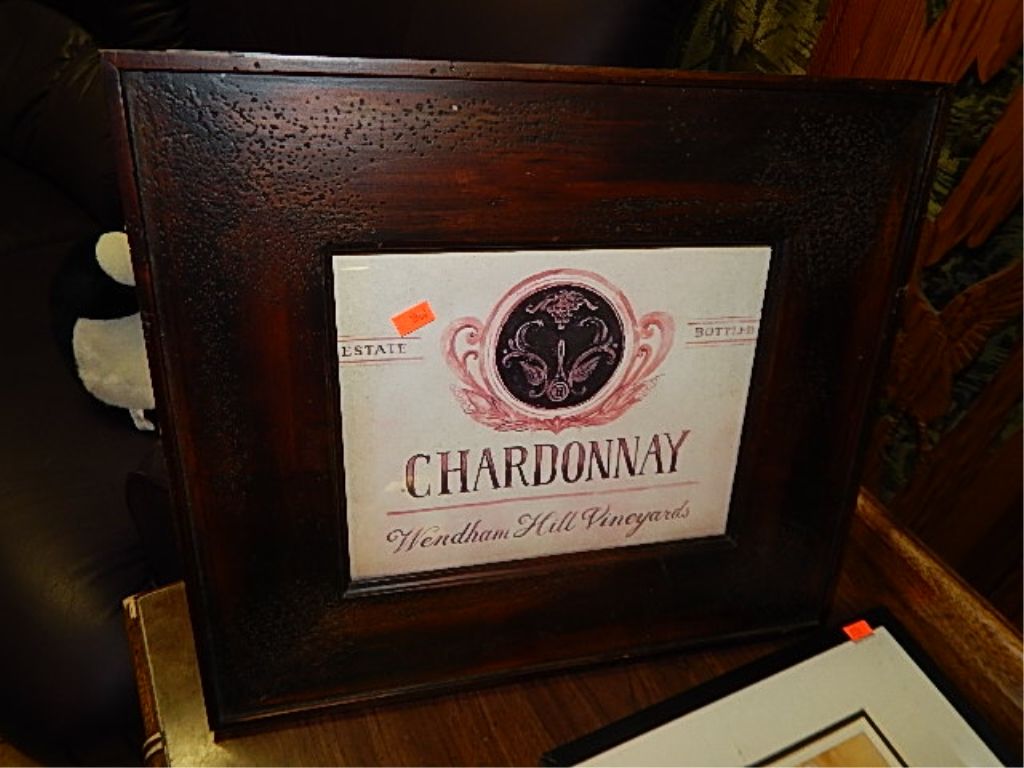 ESTATE
BOTTLED
CHARDONNAY
Wendham Hill Vineyards